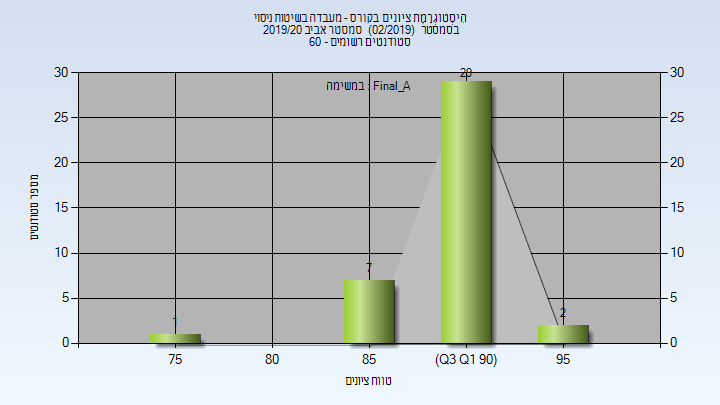 הִיסְטוֹגְרָמַת ציונים בקורס - מעבדה בשיטות ניסוי
בסמסטר (02/2019) סמסטר אביב 2019/20
סטודנטים רשומים - 60
במשימה : Final_A
מספר סטודנטים
30 30
25 25
20 20
15 15
10 10
5 5
0 0
1 7 29 2
75 80 85 (Q3 Q1 90) 95
טווח ציונים